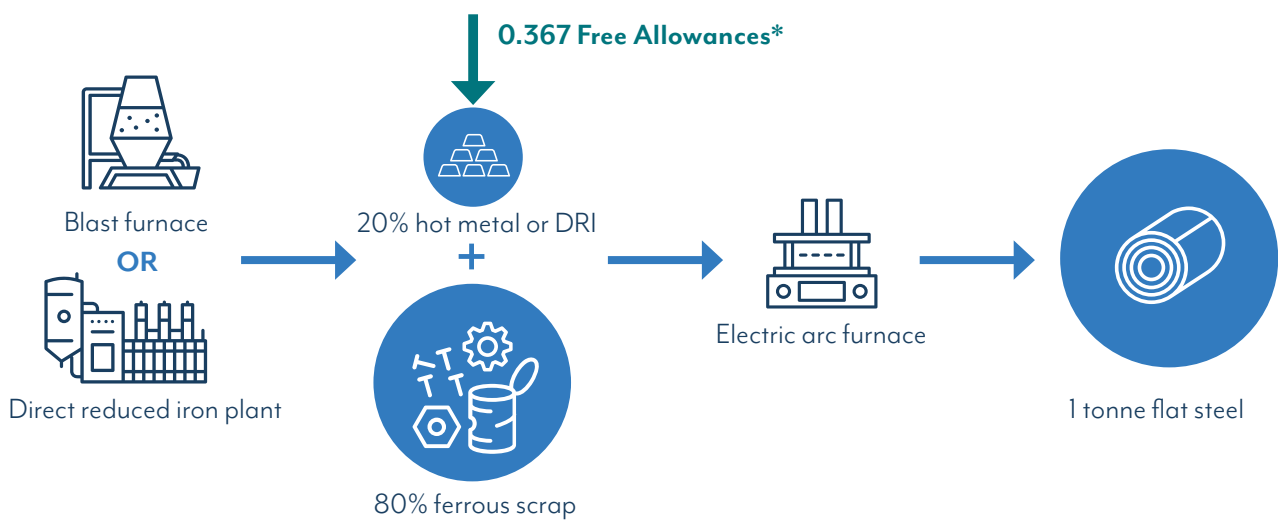 0.367 Free Allowances*
Blast furnace
OR
Direct reduced iron plant
20% hot metal or DRI
+
80% ferrous scrap
Electric arc furnace
1 tonne flat steel